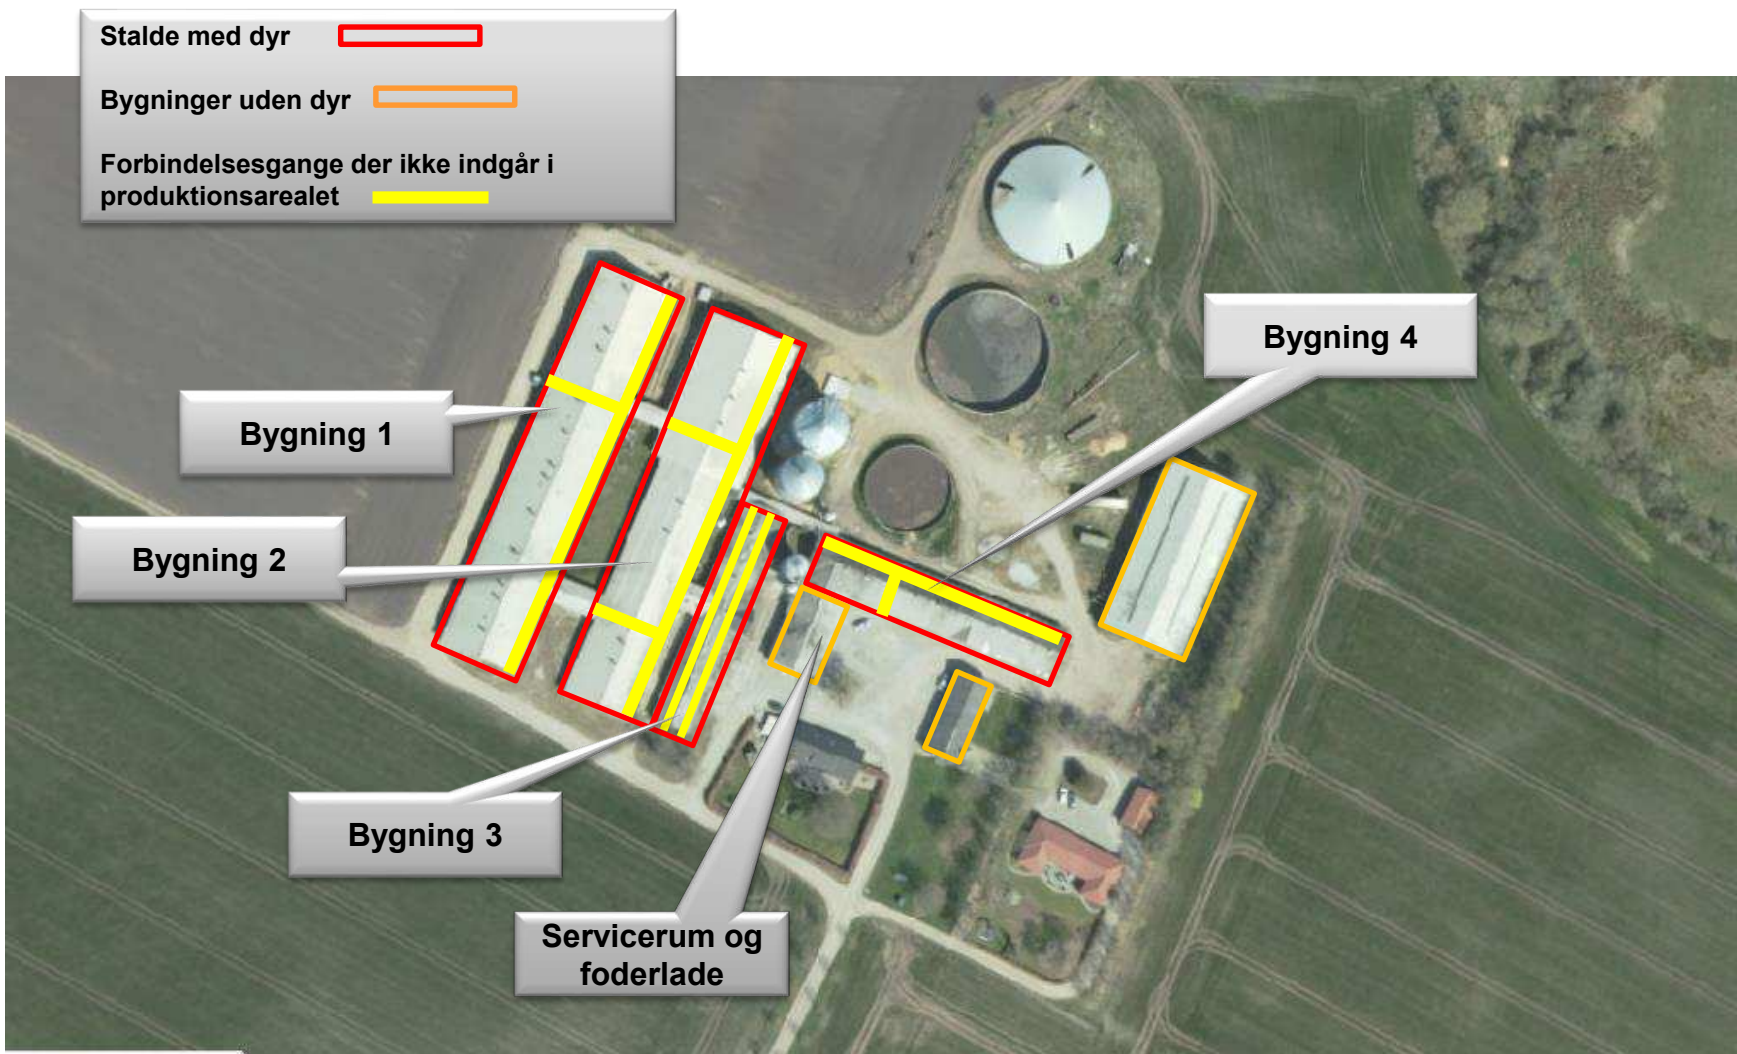 Stalde med dyr
Bygninger uden dyr
Forbindelsesgange der ikke indgår i
produktionsarealet
Bygning 4
Bygning 1
Bygning 2
Bygning 3
Servicerum og
foderlade